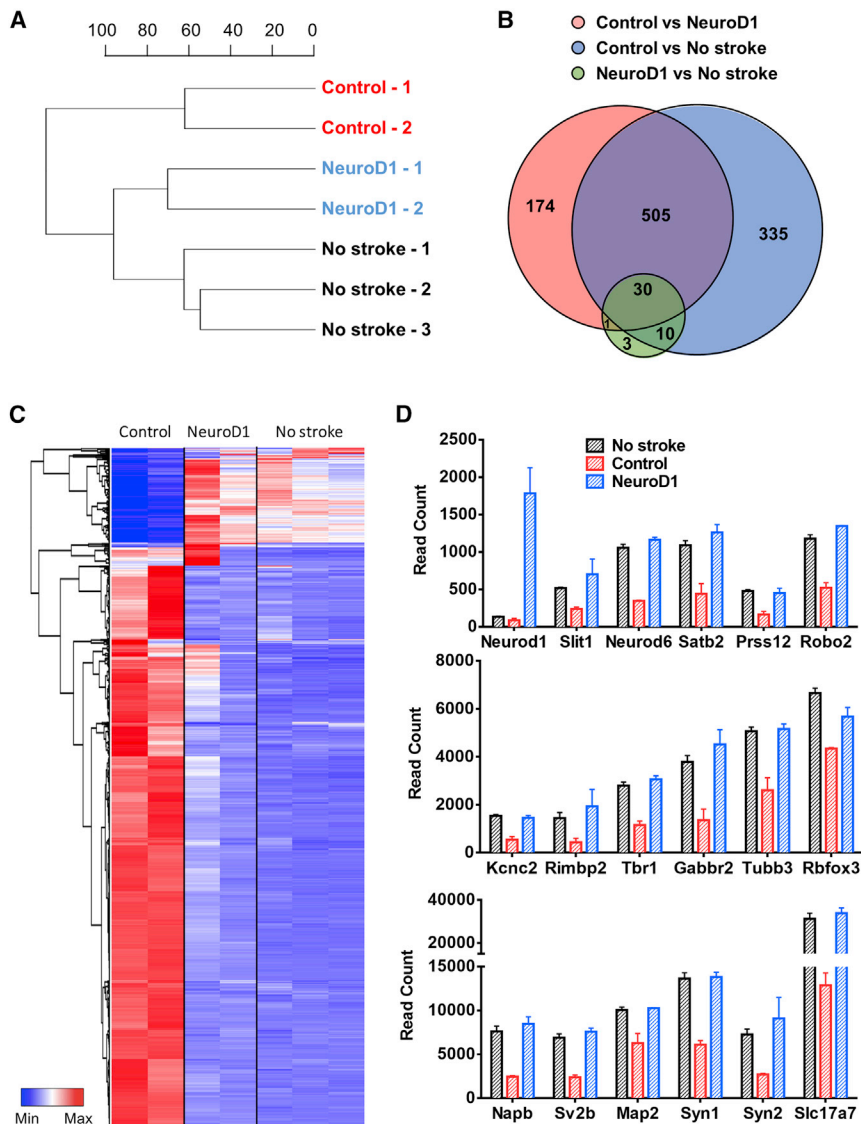 A
100 80 60 40 20 0
Control - 1
Control - 2
NeuroD1 - 1
NeuroD1 - 2
No stroke - 1
No stroke - 2
No stroke - 3
B
Control vs NeuroD1
Control vs No stroke
NeuroD1 vs No stroke
174
505
335
30
1
10
3
C
Control NeuroD1 No stroke
Min Max
D
No stroke
Control
NeuroD1
Read Count
2500
2000
1500
1000
500
0
Neurod1 Slit1 Neurod6 Satb2 Prss12 Robo2
Read Count
8000
6000
4000
2000
0
Kcnc2 Rimbp2 Tbr1 Gabbr2 Tubb3 Rbfox3
Read Count
40000
20000
15000
10000
5000
0
Napb Sv2b Map2 Syn1 Syn2 Slc17a7